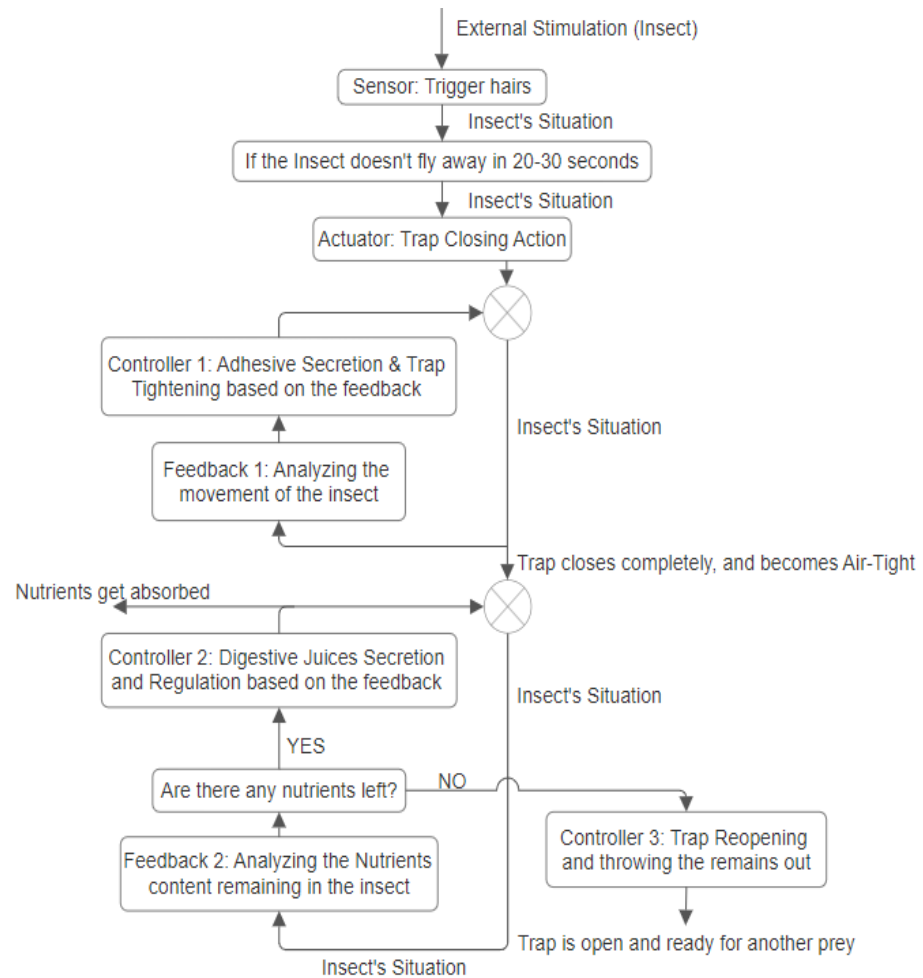 External Stimulation (Insect)
Sensor: Trigger hairs
Insect's Situation
If the Insect doesn't fly away in 20-30 seconds
Insect's Situation
Actuator: Trap Closing Action
Controller 1: Adhesive Secretion & Trap
Tightening based on the feedback
Insect's Situation
Feedback 1: Analyzing the
movement of the insect
Trap closes completely, and becomes Air-Tight
Nutrients get absorbed
Controller 2: Digestive Juices Secretion
and Regulation based on the feedback
Insect's Situation
YES
Are there any nutrients left?
NO
Controller 3: Trap Reopening
and throwing the remains out
Feedback 2: Analyzing the Nutrients
content remaining in the insect
Trap is open and ready for another prey
Insect's Situation